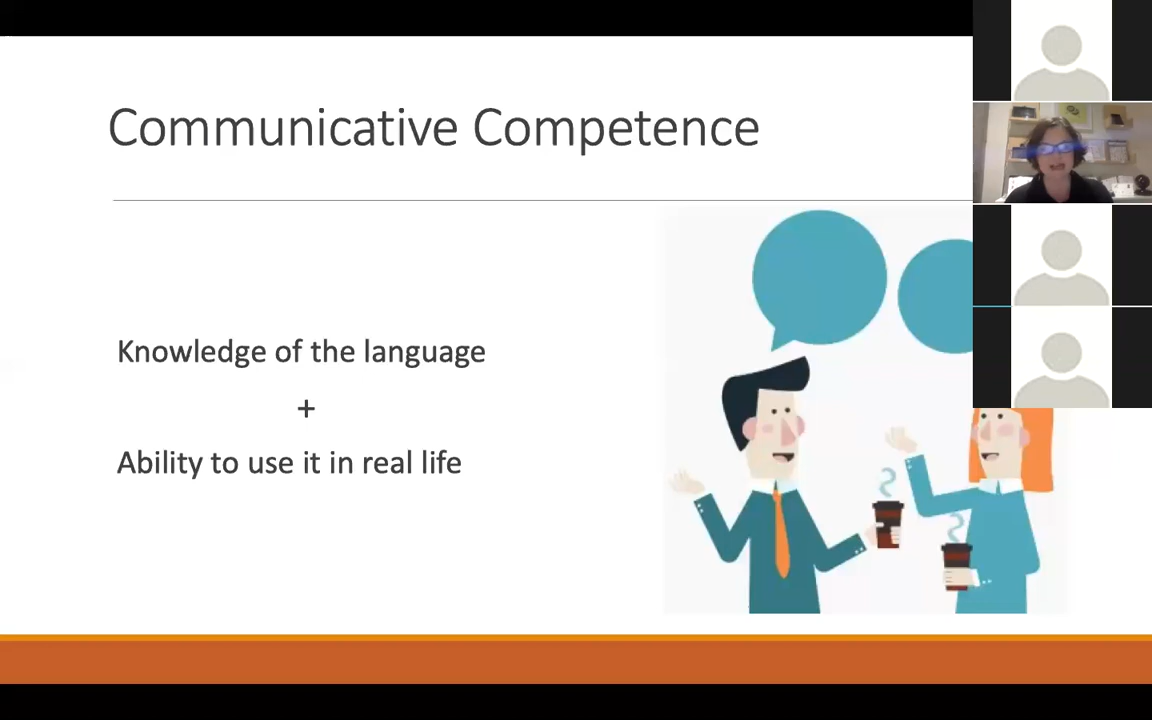 Communicative Competence
Knowledge of the language
+
Ability to use it in real life